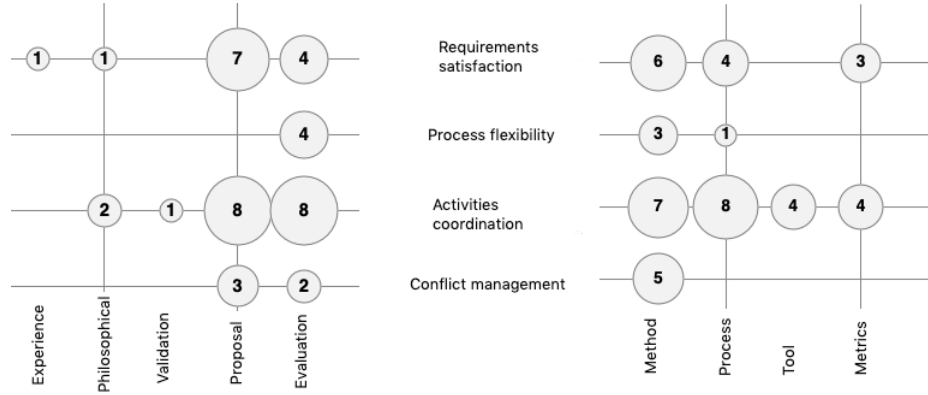 Requirements
satisfaction
1 1 7 4
6 4 3
Process flexibility
4
3 1
Activities
coordination
2 1 8 8
7 8 4 4
Conflict management
3 2
5
Experience
Philosophical
Validation
Proposal
Evaluation
Method
Process
Tool
Metrics